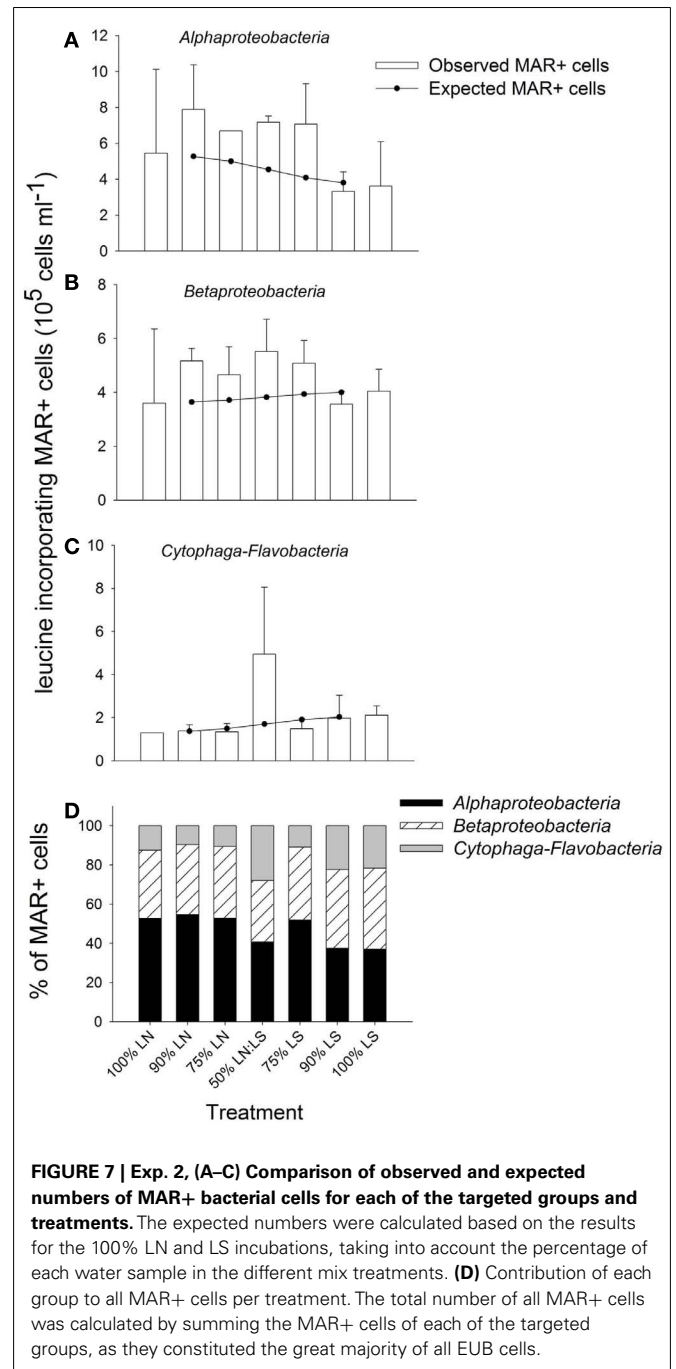 A
Alphaproteobacteria
12
10
8
6
4
2
0
Observed MAR+ cells
Expected MAR+ cells
leucine incorporating MAR+ cells (10⁵ cells ml⁻¹)
B
Betaproteobacteria
8
6
4
2
0
C
Cytophaga-Flavobacteria
10
8
6
4
2
0
D
Alphaproteobacteria
Betaproteobacteria
Cytophaga-Flavobacteria
% of MAR+ cells
100
80
60
40
20
0
100% LN
90% LN
75% LN
50% LN:LS
75% LS
90% LS
100% LS
Treatment
FIGURE 7 | Exp. 2, (A–C) Comparison of observed and expected
numbers of MAR+ bacterial cells for each of the targeted groups and
treatments. The expected numbers were calculated based on the results
for the 100% LN and LS incubations, taking into account the percentage of
each water sample in the different mix treatments. (D) Contribution of each
group to all MAR+ cells per treatment. The total number of all MAR+ cells
was calculated by summing the MAR+ cells of each of the targeted
groups, as they constituted the great majority of all EUB cells.